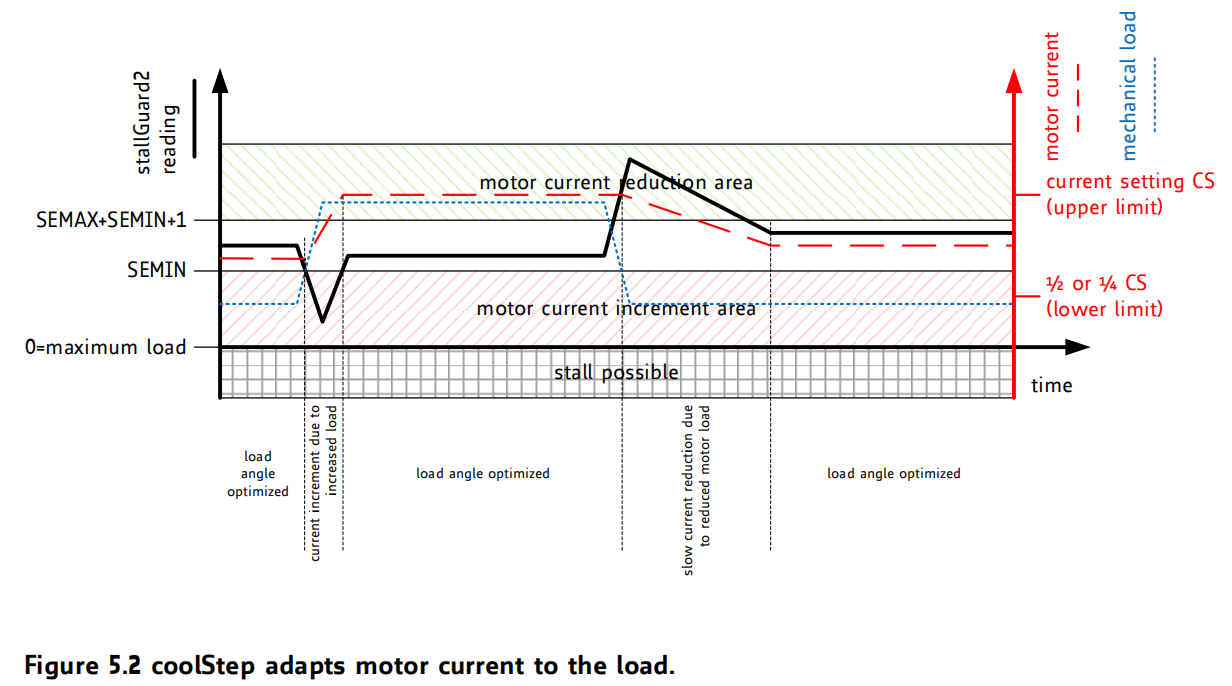 stallGuard2
reading
motor current
mechanical load
motor current reduction area
current setting CS
(upper limit)
SEMAX+SEMIN+1
SEMIN
½ or ¼ CS
(lower limit)
motor current increment area
0=maximum load
stall possible
time
load
angle
optimized
current increment due to
increased load
load angle optimized
slow current reduction due
to reduced motor load
load angle optimized
Figure 5.2 coolStep adapts motor current to the load.